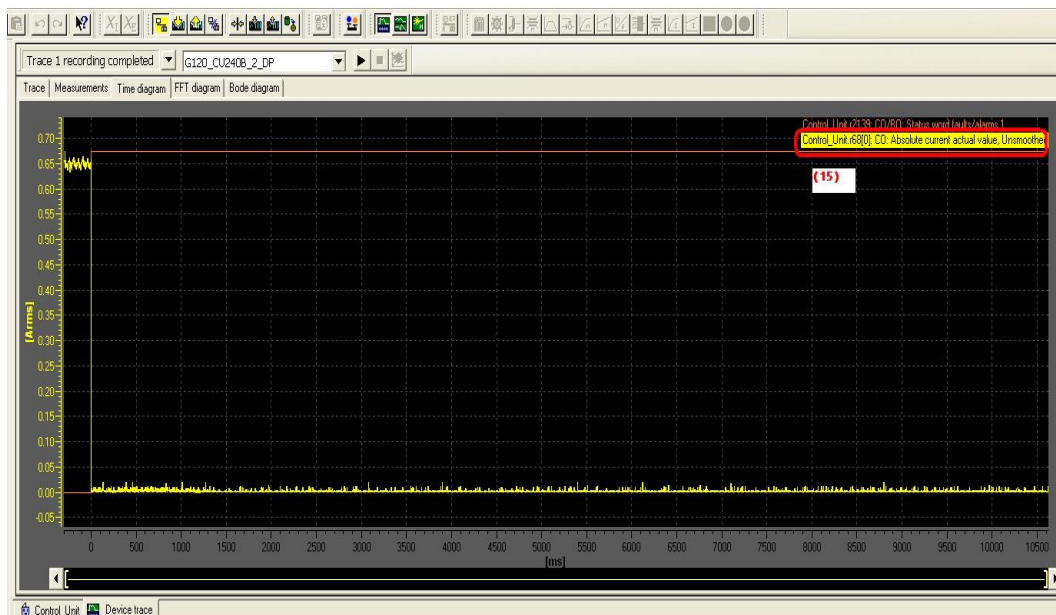 Trace 1 recording completed
G120_CU240B_2_DP
Trace
Measurements
Time diagram
FFT diagram
Bode diagram
Control_Unit.r2139: CO/BO: Status word faults/alarms 1
Control_Unit.r68[0]: CO: Absolute current actual value, Unsmoothe
(15)
0.70
0.65
0.60
0.55
0.50
0.45
0.40
0.35
0.30
0.25
0.20
0.15
0.10
0.05
0.00
-0.05
[Arms]
0 500 1000 1500 2000 2500 3000 3500 4000 4500 5000 5500 6000 6500 7000 7500 8000 8500 9000 9500 10000 10500
[ms]
Control_Unit
Device trace